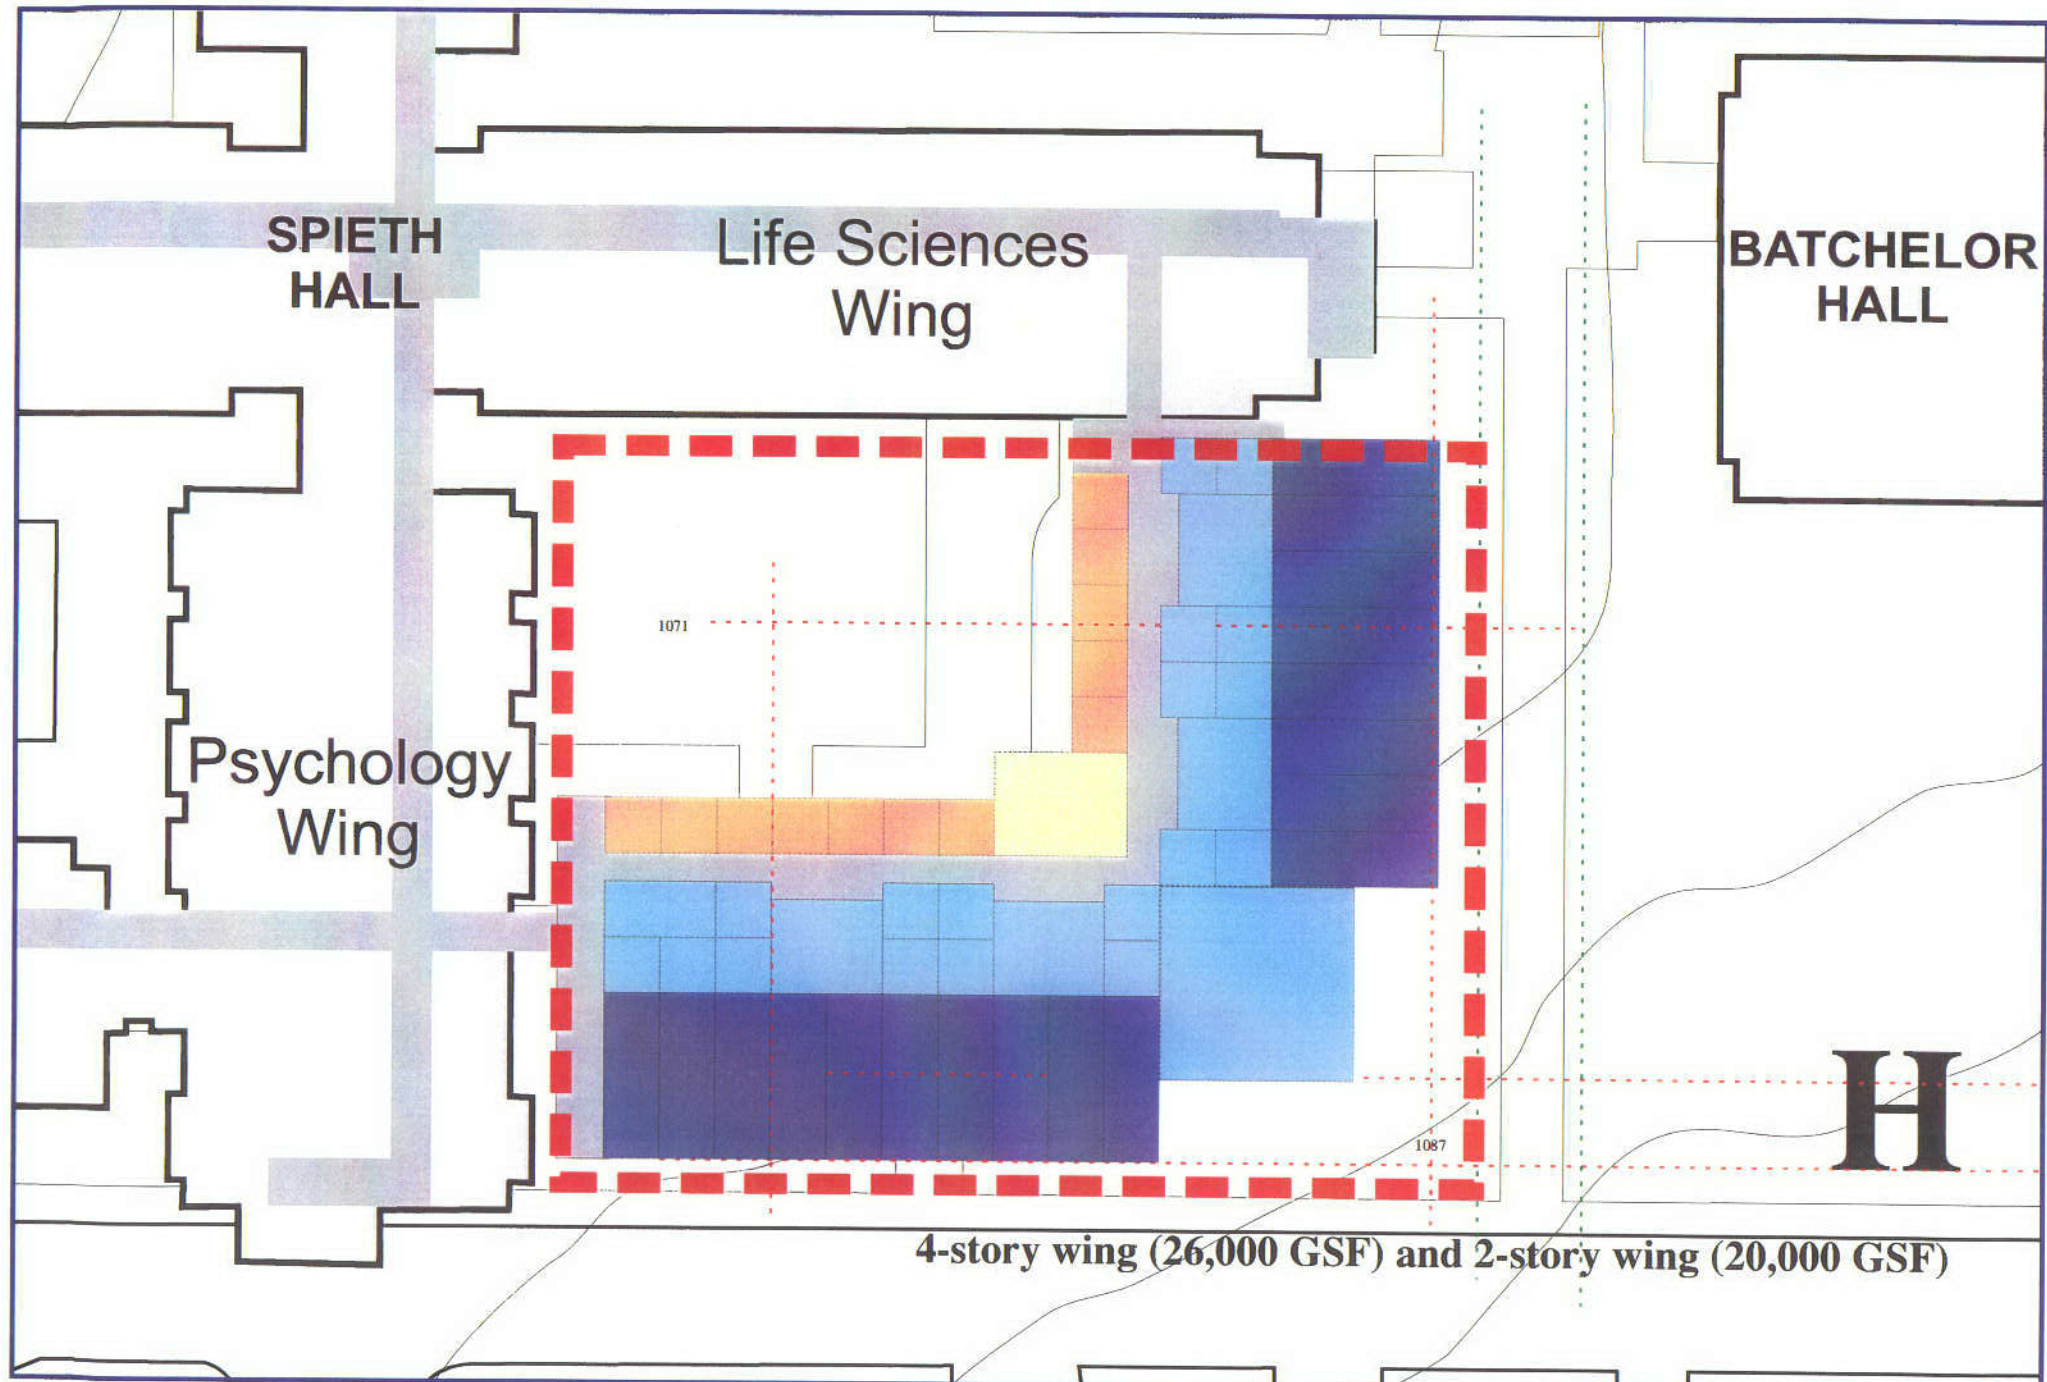 SPIETH
HALL
Life Sciences
Wing
BATCHELOR
HALL
1071
Psychology
Wing
1087
H
4-story wing (26,000 GSF) and 2-story wing (20,000 GSF)